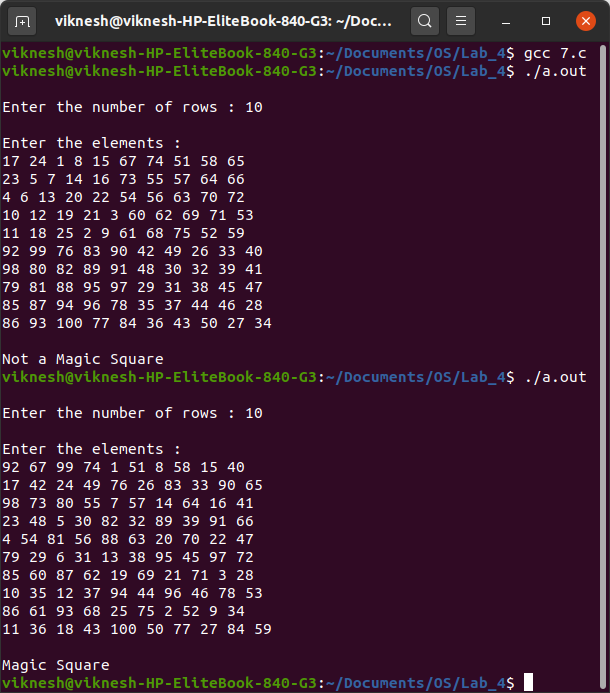 viknesh@viknesh-HP-EliteBook-840-G3: ~/Doc...
viknesh@viknesh-HP-EliteBook-840-G3:~/Documents/OS/Lab_4$ gcc 7.c
viknesh@viknesh-HP-EliteBook-840-G3:~/Documents/OS/Lab_4$ ./a.out
Enter the number of rows : 10
Enter the elements :
17 24 1 8 15 67 74 51 58 65
23 5 7 14 16 73 55 57 64 66
4 6 13 20 22 54 56 63 70 72
10 12 19 21 3 60 62 69 71 53
11 18 25 2 9 61 68 75 52 59
92 99 76 83 90 42 49 26 33 40
98 80 82 89 91 48 30 32 39 41
79 81 88 95 97 29 31 38 45 47
85 87 94 96 78 35 37 44 46 28
86 93 100 77 84 36 43 50 27 34
Not a Magic Square
viknesh@viknesh-HP-EliteBook-840-G3:~/Documents/OS/Lab_4$ ./a.out
Enter the number of rows : 10
Enter the elements :
92 67 99 74 1 51 8 58 15 40
17 42 24 49 76 26 83 33 90 65
98 73 80 55 7 57 14 64 16 41
23 48 5 30 82 32 89 39 91 66
4 54 81 56 88 63 20 70 22 47
79 29 6 31 13 38 95 45 97 72
85 60 87 62 19 69 21 71 3 28
10 35 12 37 94 44 96 46 78 53
86 61 93 68 25 75 2 52 9 34
11 36 18 43 100 50 77 27 84 59
Magic Square
viknesh@viknesh-HP-EliteBook-840-G3:~/Documents/OS/Lab_4$